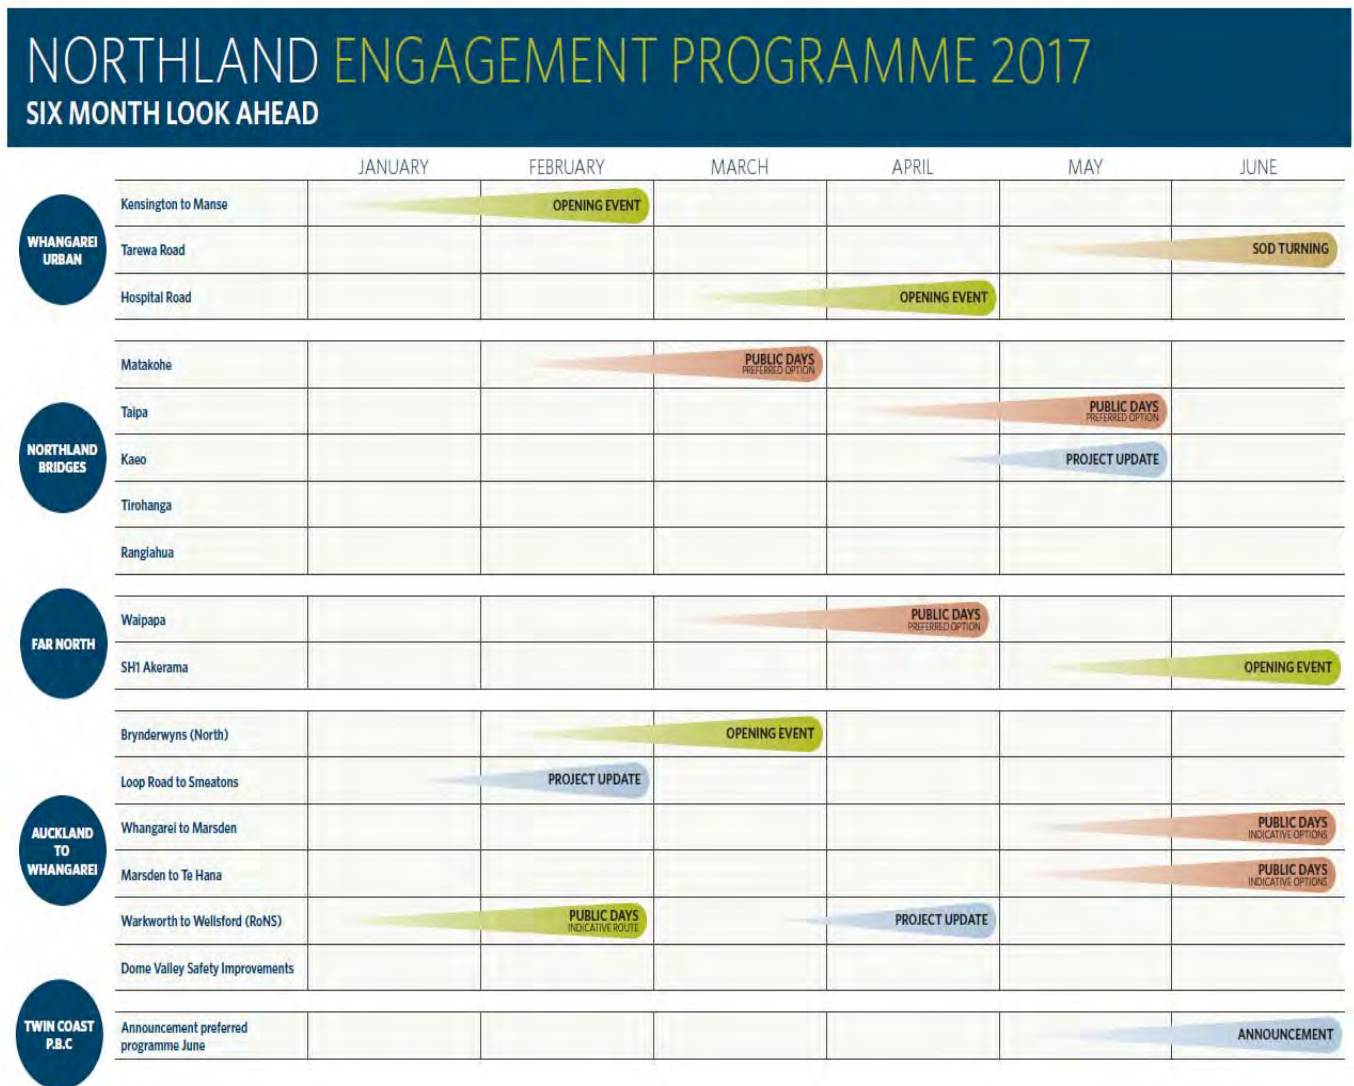 NORTHLAND ENGAGEMENT PROGRAMME 2017
SIX MONTH LOOK AHEAD
JANUARY FEBRUARY MARCH APRIL MAY JUNE
WHANGAREI
URBAN
Kensington to Manse
OPENING EVENT
Tarewa Road
SOD TURNING
Hospital Road
OPENING EVENT
NORTHLAND
BRIDGES
Matakohe
PUBLIC DAYS
PREFERRED OPTION
Taipa
PUBLIC DAYS
PREFERRED OPTION
Kaeo
PROJECT UPDATE
Tirohanga
Rangiahua
FAR NORTH
Waipapa
PUBLIC DAYS
PREFERRED OPTION
SH1 Akerama
OPENING EVENT
AUCKLAND
TO
WHANGAREI
Brynderwyns (North)
OPENING EVENT
Loop Road to Smeatons
PROJECT UPDATE
Whangarei to Marsden
PUBLIC DAYS
INDICATIVE OPTIONS
Marsden to Te Hana
PUBLIC DAYS
INDICATIVE OPTIONS
Warkworth to Wellsford (RoNS)
PUBLIC DAYS
INDICATIVE ROUTE
PROJECT UPDATE
Dome Valley Safety Improvements
TWIN COAST
P.B.C
Announcement preferred
programme June
ANNOUNCEMENT